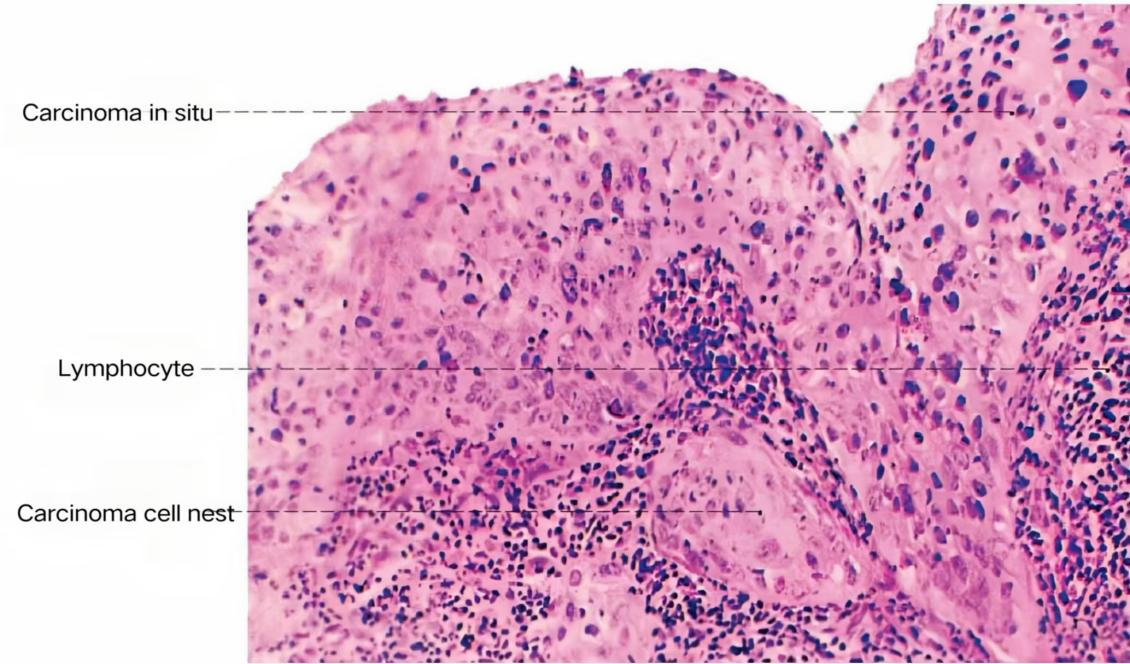 Carcinoma in situ
Lymphocyte
Carcinoma cell nest